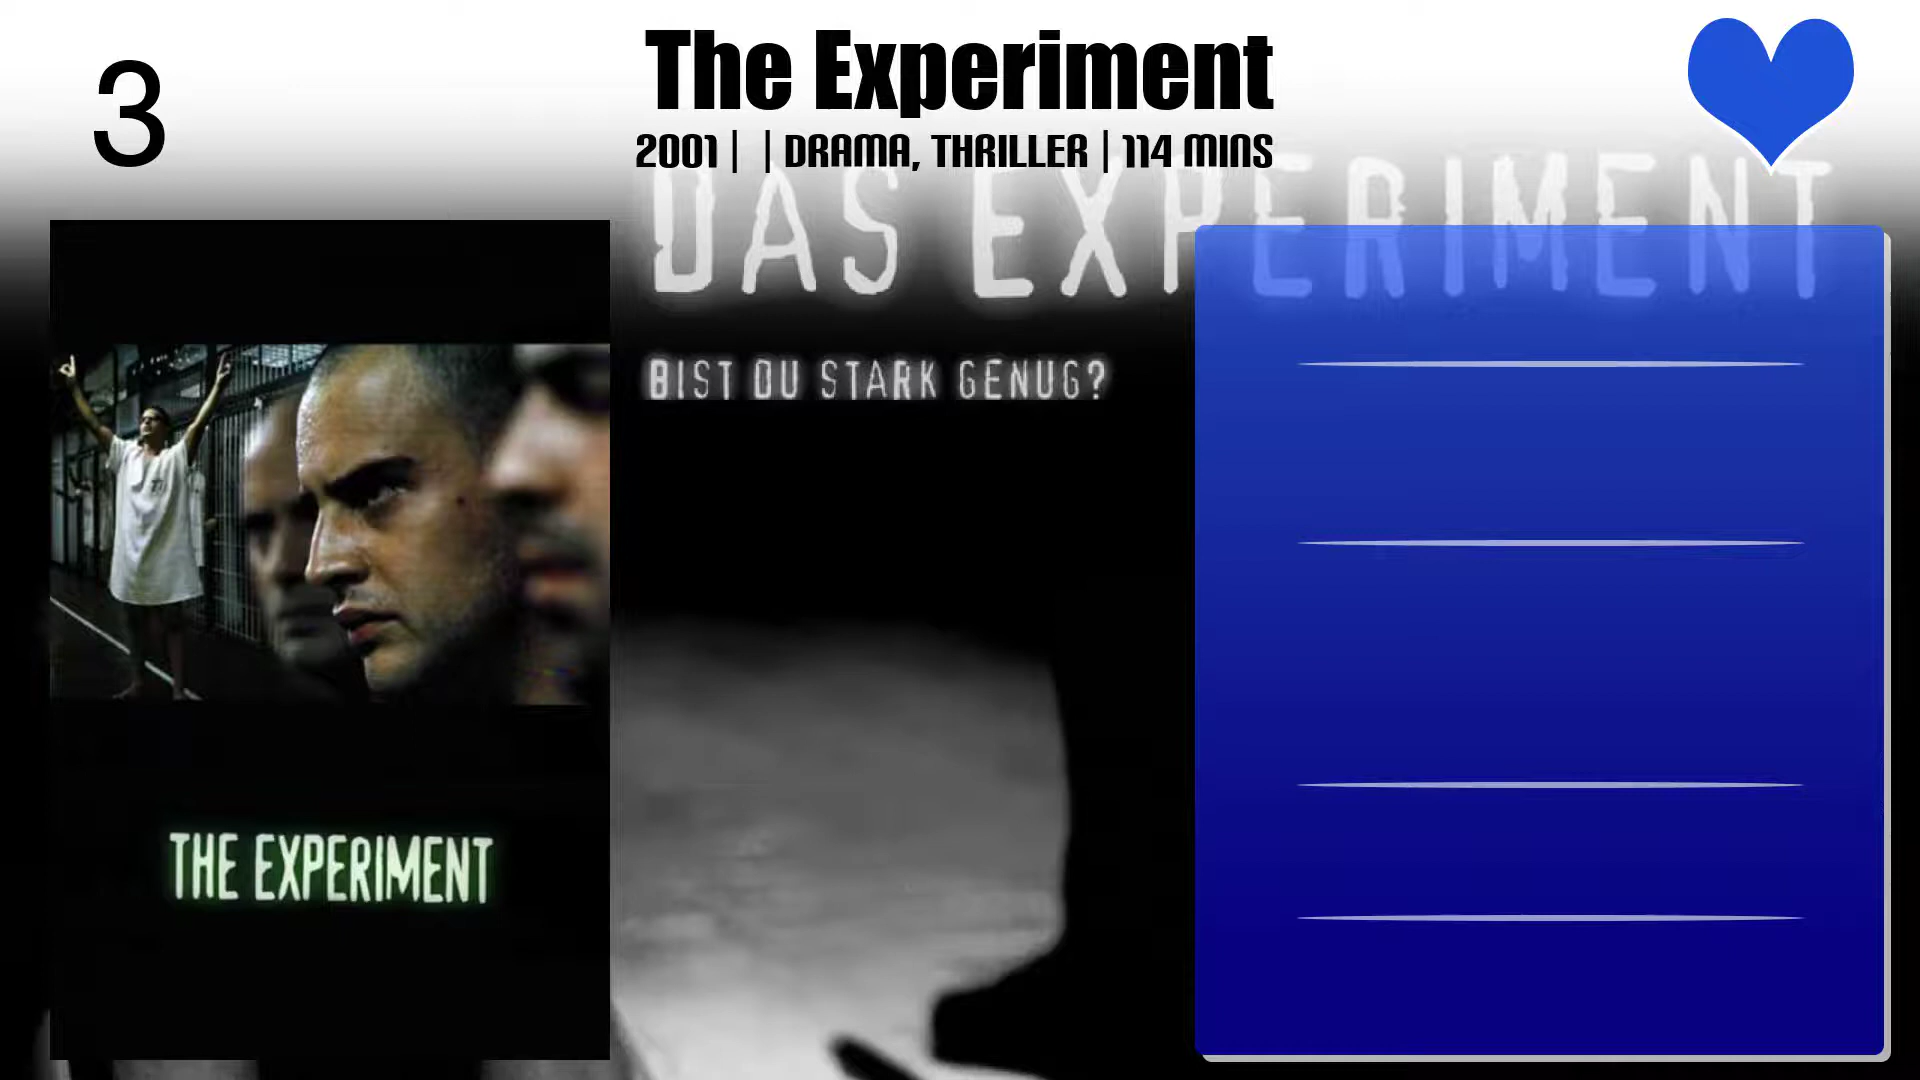 3
The Experiment
2001 | | DRAMA, THRILLER | 114 MINS
DAS EXPERIMENT
BIST DU STARK GENUG?
THE EXPERIMENT